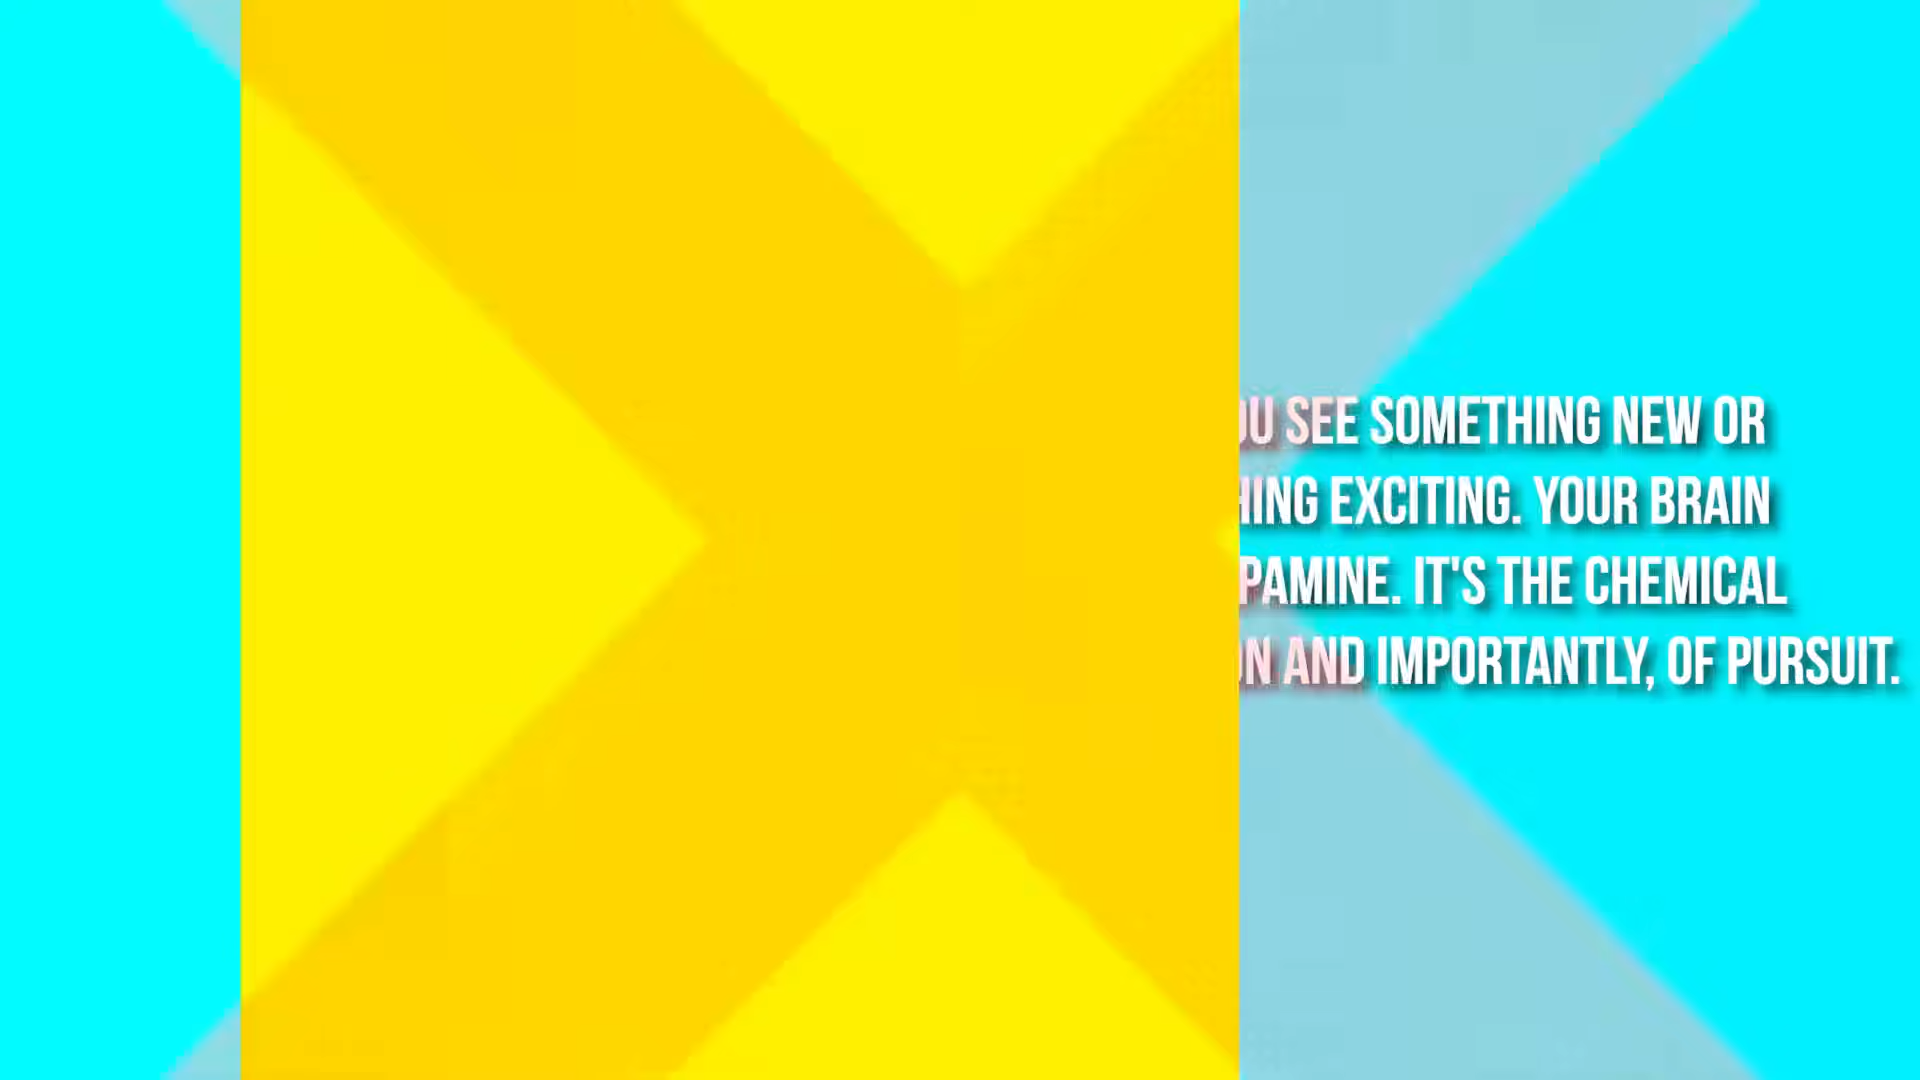 SEE SOMETHING NEW OR
EXCITING. YOUR BRAIN
IT'S THE CHEMICAL
AND IMPORTANTLY, OF PURSUIT.